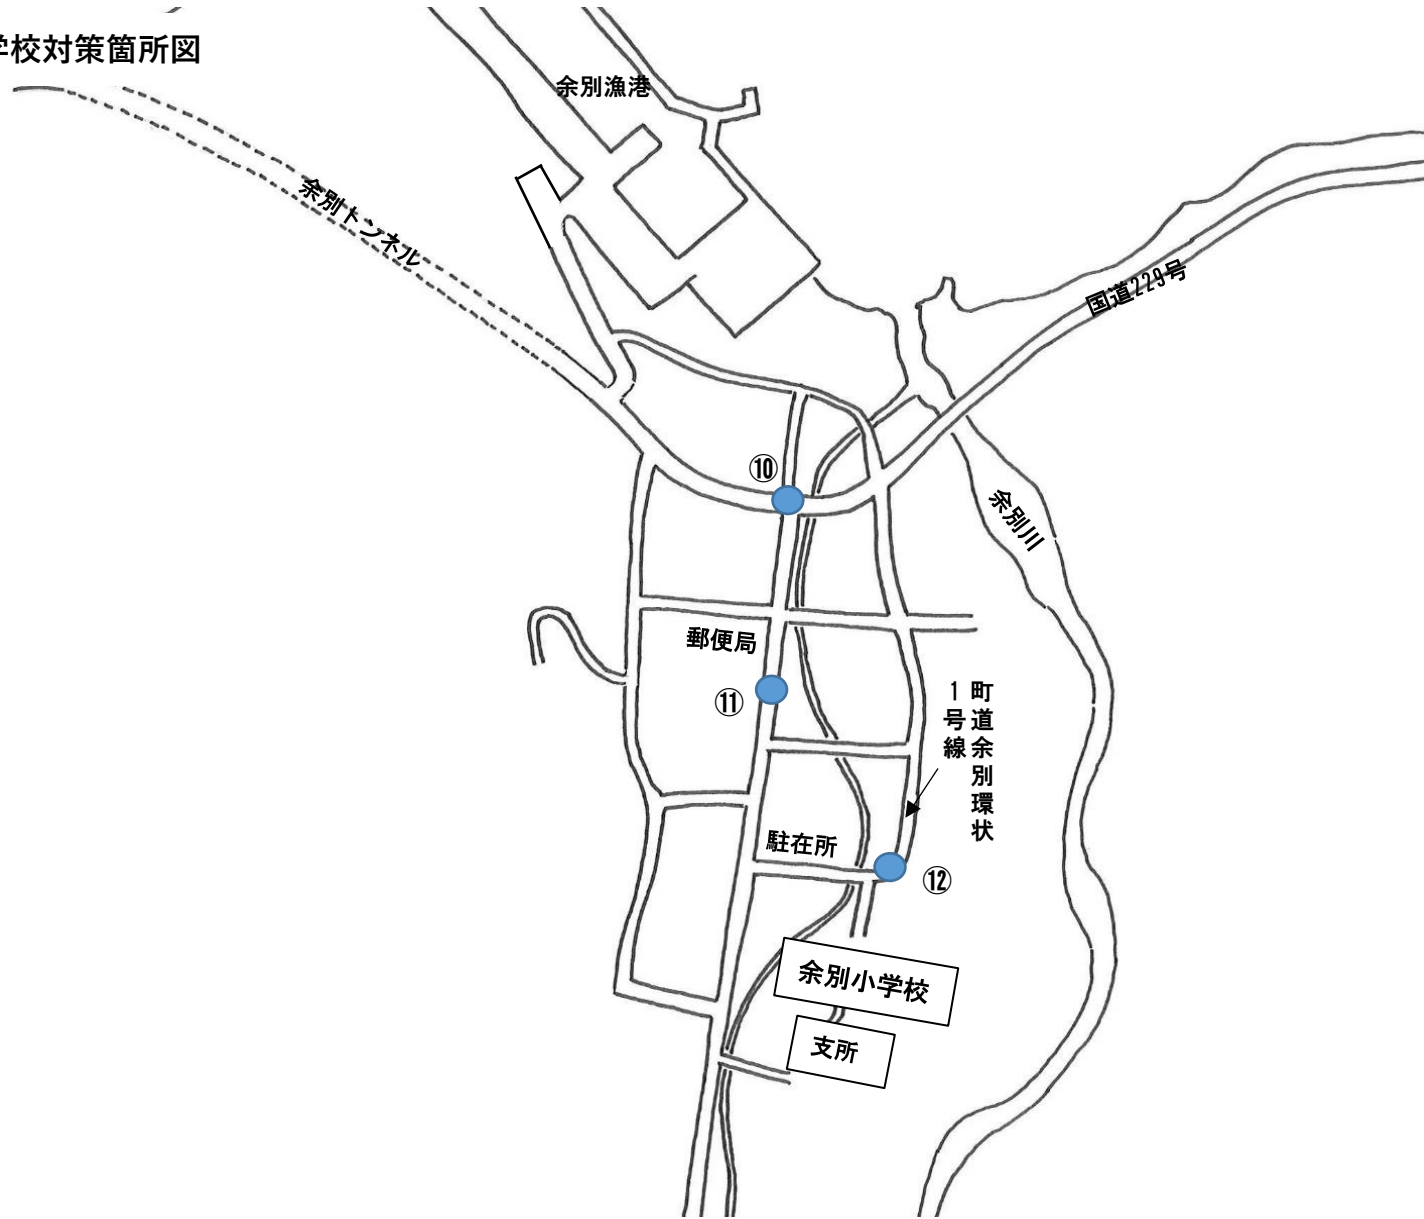 学校対策箇所図
余別漁港
余別トンネル
国道229号
⑩
余別川
郵便局
⑪
町道余別環状
1号線
駐在所
⑫
余別小学校
支所